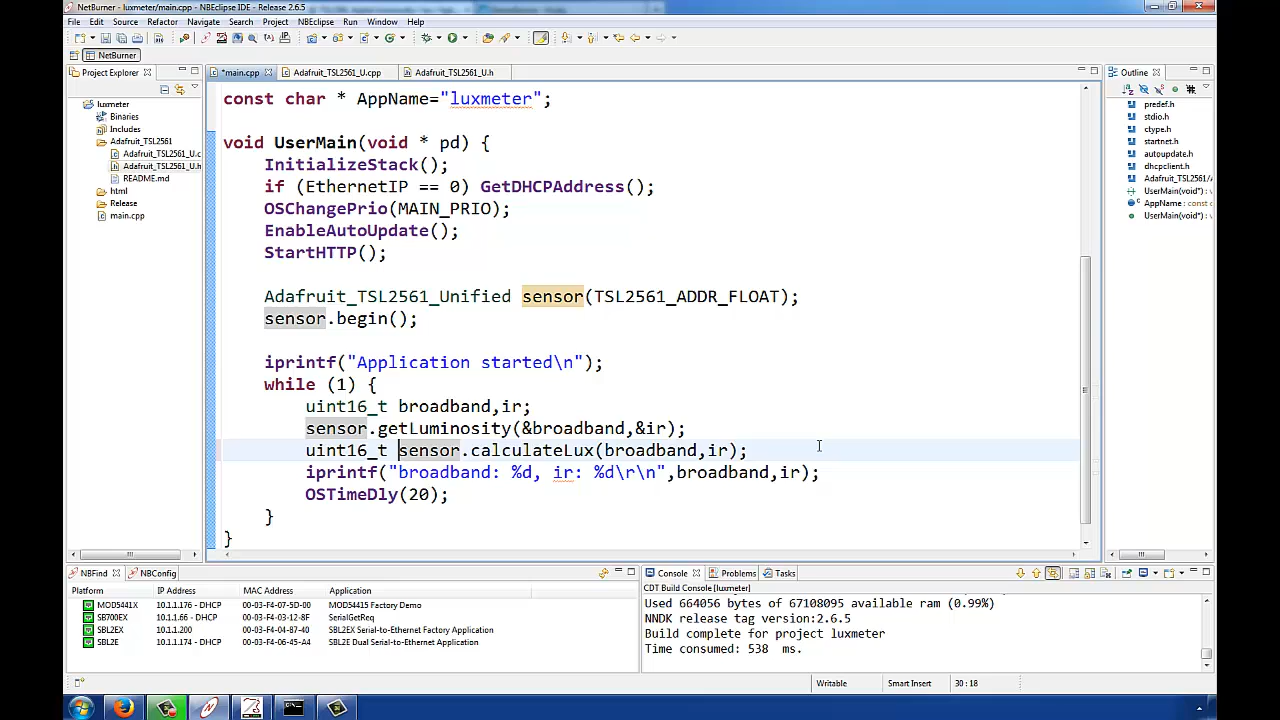 NetBurner - luxmeter/main.cpp - NBEclipse IDE - Release 2.6.5
File Edit Source Refactor Navigate Search Project NBEclipse Run Window Help
NetBurner
Project Explorer
*main.cpp Adafruit_TSL2561_U.cpp Adafruit_TSL2561_U.h
Outline
luxmeter
Binaries
Includes
Adafruit_TSL2561
Adafruit_TSL2561_U.c
Adafruit_TSL2561_U.h
README.md
html
Release
main.cpp
const char * AppName="luxmeter";
void UserMain(void * pd) {
InitializeStack();
if (EthernetIP == 0) GetDHCPAddress();
OSChangePrio(MAIN_PRIO);
EnableAutoUpdate();
StartHTTP();
Adafruit_TSL2561_Unified sensor(TSL2561_ADDR_FLOAT);
sensor.begin();
iprintf("Application started\n");
while (1) {
uint16_t broadband,ir;
sensor.getLuminosity(&broadband,&ir);
uint16_t sensor.calculateLux(broadband,ir);
iprintf("broadband: %d, ir: %d\r\n",broadband,ir);
OSTimeDly(20);
}
}
predef.h
stdio.h
ctype.h
startnet.h
autoupdate.h
dhcpclient.h
Adafruit_TSL2561/A
UserMain(void*) : v
AppName : const c
UserMain(void*) : v
NBFind NBConfig
Platform IP Address MAC Address Application
MOD5441X 10.1.1.176 - DHCP 00-03-F4-07-5D-00 MOD54415 Factory Demo
SB700EX 10.1.1.66 - DHCP 00-03-F4-03-12-8F SerialGetReq
SBL2EX 10.1.1.200 00-03-F4-04-87-40 SBL2EX Serial-to-Ethernet Factory Application
SBL2E 10.1.1.174 - DHCP 00-03-F4-06-45-A4 SBL2E Dual Serial-to-Ethernet Application
Console Problems Tasks
CDT Build Console [luxmeter]
Used 664056 bytes of 67108095 available ram (0.99%)
NNDK release tag version:2.6.5
Build complete for project luxmeter
Time consumed: 538 ms.
Writable Smart Insert 30 : 18